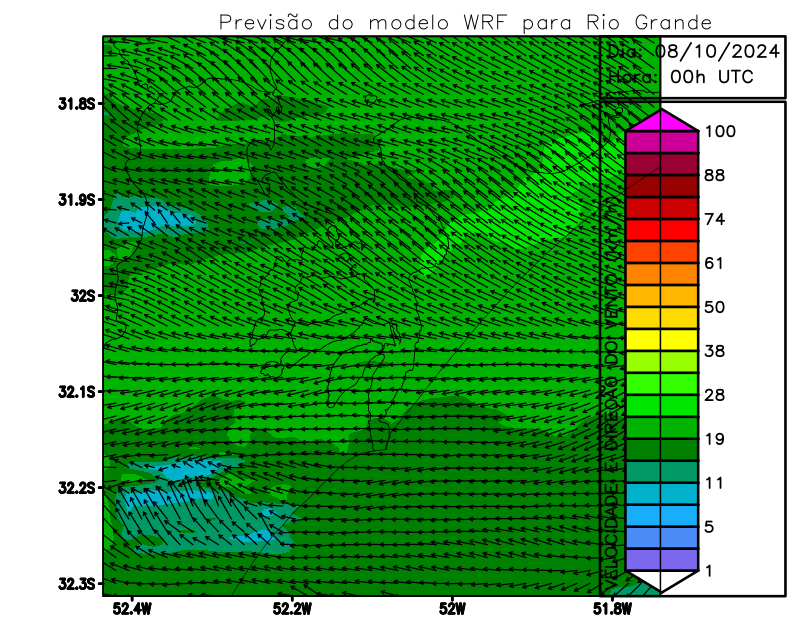 Previsão do modelo WRF para Rio Grande
Dia: 08/10/2024
Hora: 00h UTC
31.8S
31.9S
32S
32.1S
32.2S
32.3S
52.4W
52.2W
52W
51.8W
VELOCIDADE E DIREÇÃO DO VENTO (km/h)
100
88
74
61
50
38
28
19
11
5
1